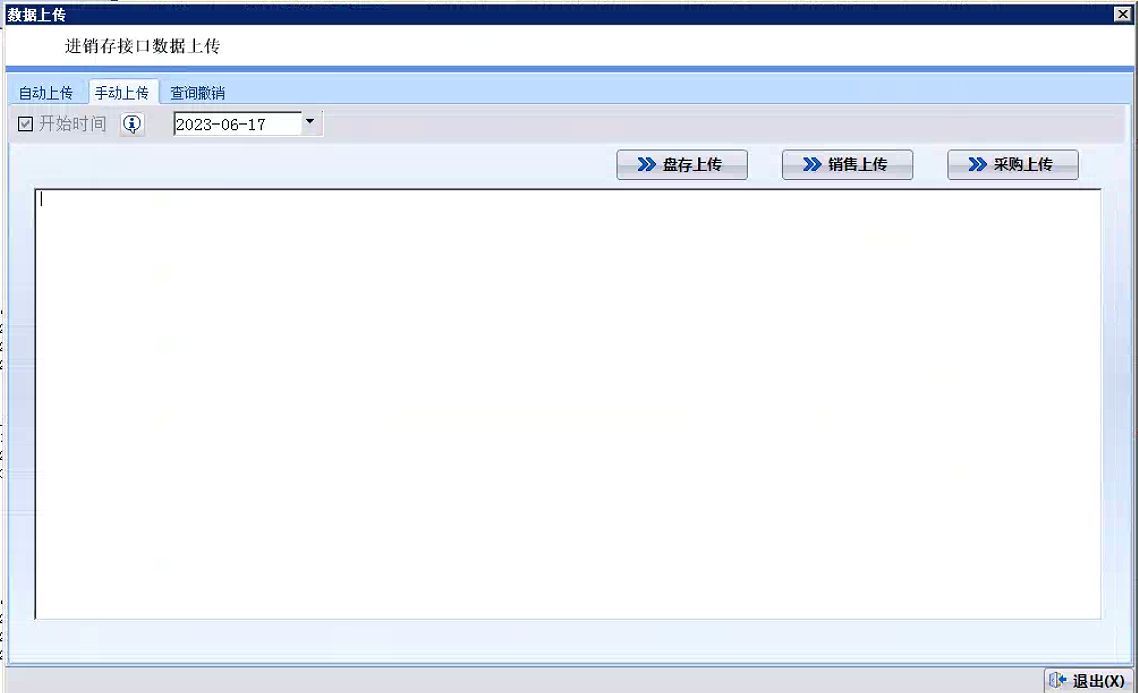 数据上传
进销存接口数据上传
自动上传 手动上传 查询撤销
开始时间 2023-06-17
盘存上传 销售上传 采购上传
退出(X)